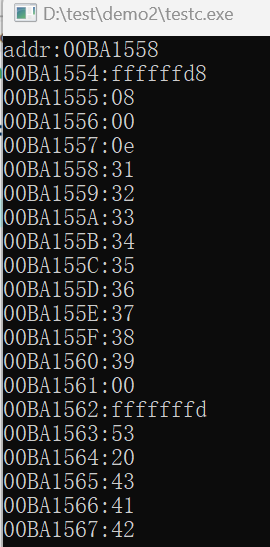 D:\test\demo2\testc.exe
addr:00BA1558
00BA1554:ffffffd8
00BA1555:08
00BA1556:00
00BA1557:0e
00BA1558:31
00BA1559:32
00BA155A:33
00BA155B:34
00BA155C:35
00BA155D:36
00BA155E:37
00BA155F:38
00BA1560:39
00BA1561:00
00BA1562:fffffffd
00BA1563:53
00BA1564:20
00BA1565:43
00BA1566:41
00BA1567:42